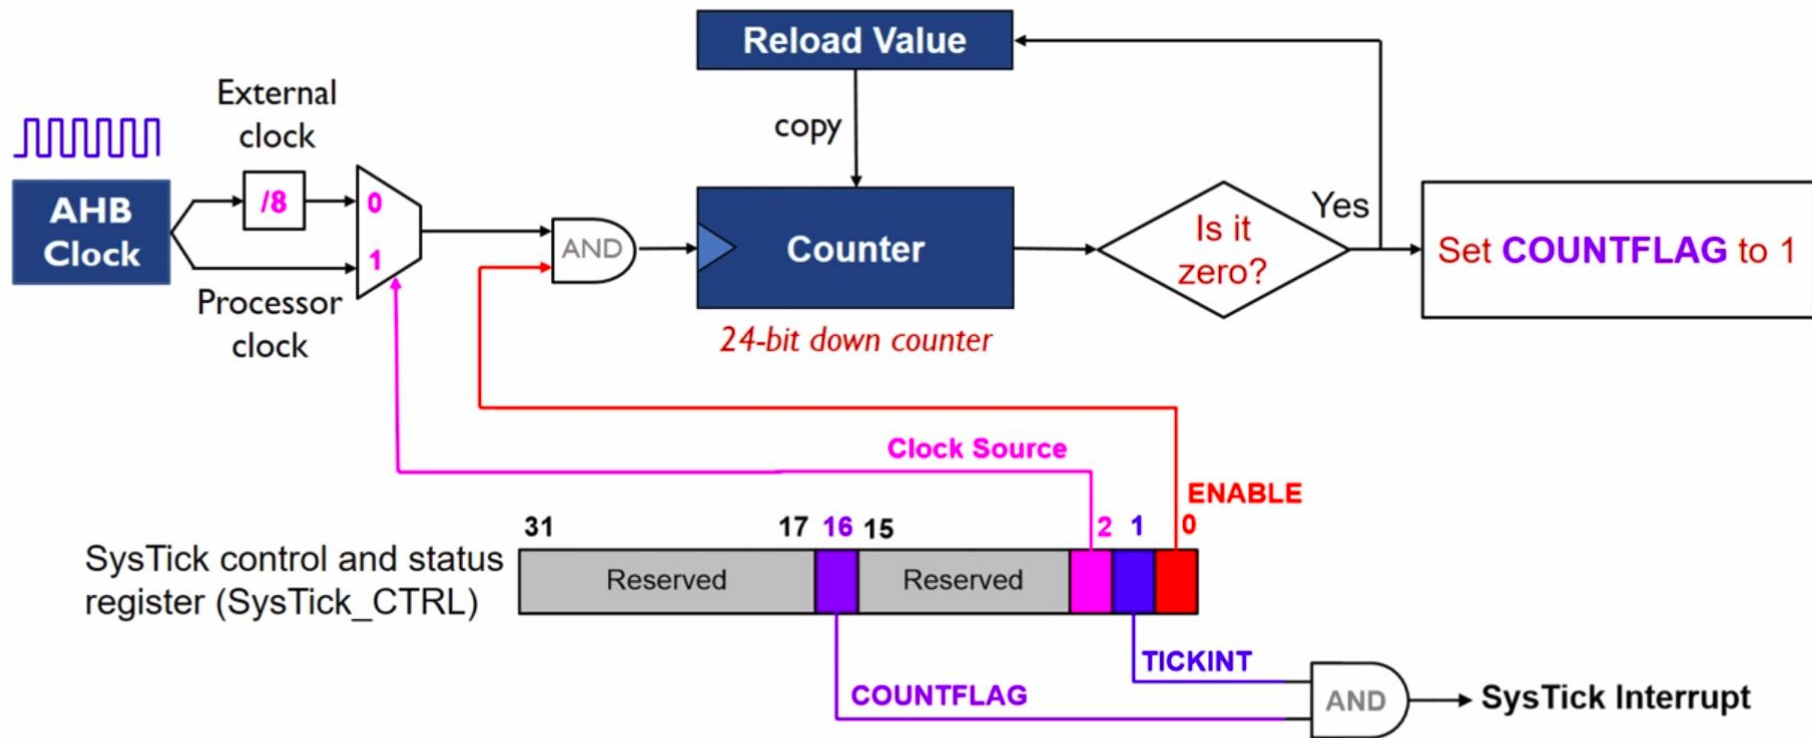 Reload Value
External
clock
copy
AHB
Clock
/8
0
1
Processor
clock
AND
Counter
24-bit down counter
Is it
zero?
Yes
Set COUNTFLAG to 1
Clock Source
ENABLE
31 17 16 15 2 1 0
SysTick control and status
register (SysTick_CTRL)
Reserved
Reserved
TICKINT
COUNTFLAG
AND
SysTick Interrupt